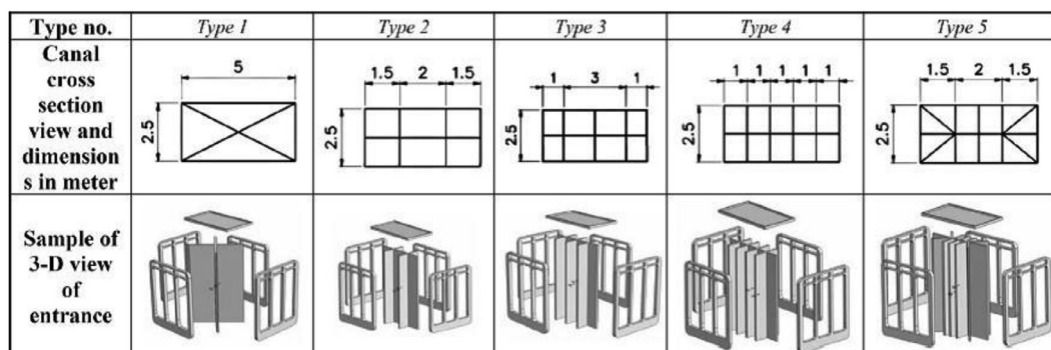 Type no. Type 1 Type 2 Type 3 Type 4 Type 5
Canal
cross
section
view and
dimension
s in meter
5
2.5
1.5 2 1.5
2.5
1 3 1
2.5
1 1 1 1 1
2.5
1.5 2 1.5
2.5
Sample of
3-D view
of
entrance